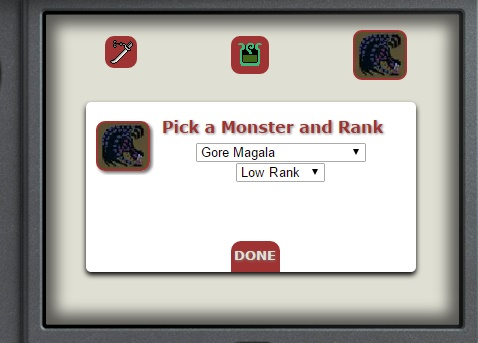 Pick a Monster and Rank
Gore Magala
Low Rank
DONE